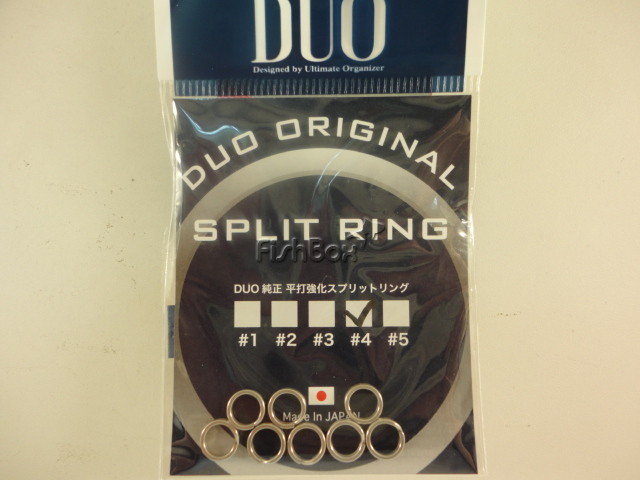 DUO
Designed by Ultimate Organizer
DUO ORIGINAL
SPLIT RING
FishBox
DUO 純正 平打強化スプリットリング
#1 #2 #3 #4 #5
Made In JAPAN